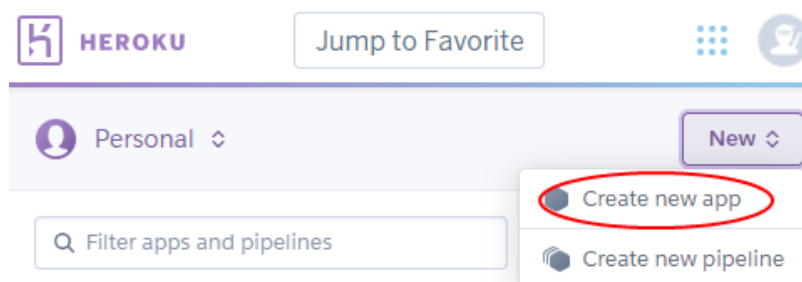 HEROKU
Jump to Favorite
Personal
New
Create new app
Filter apps and pipelines
Create new pipeline